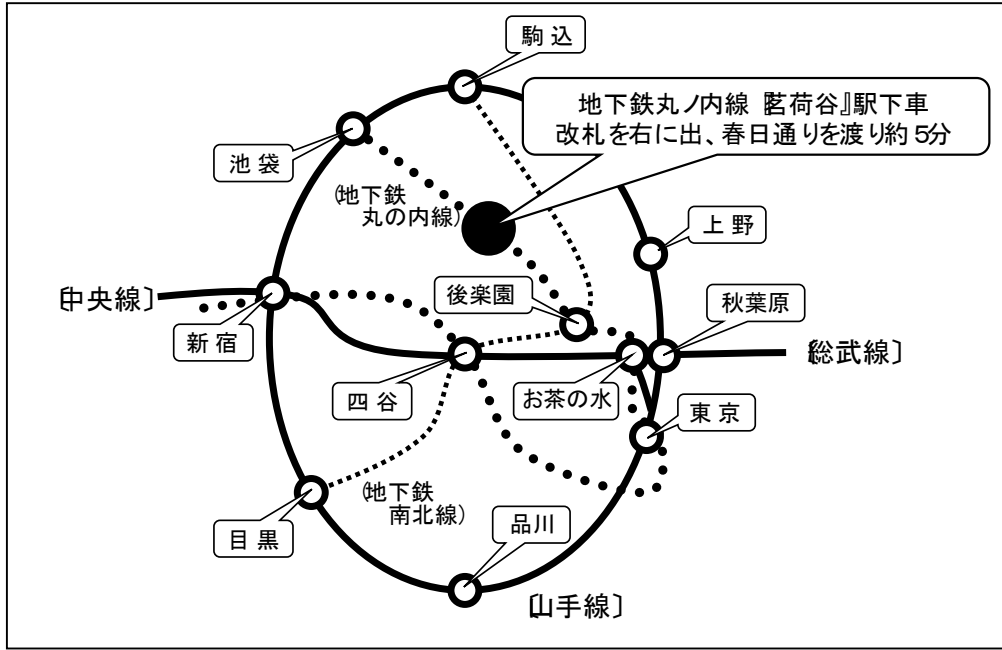 駒込
地下鉄丸ノ内線『茗荷谷』駅下車
改札を右に出、春日通りを渡り約5分
池袋
(地下鉄
丸の内線)
上野
〔中央線〕
後楽園
秋葉原
新宿
〔総武線〕
四谷
お茶の水
東京
(地下鉄
南北線)
目黒
品川
〔山手線〕